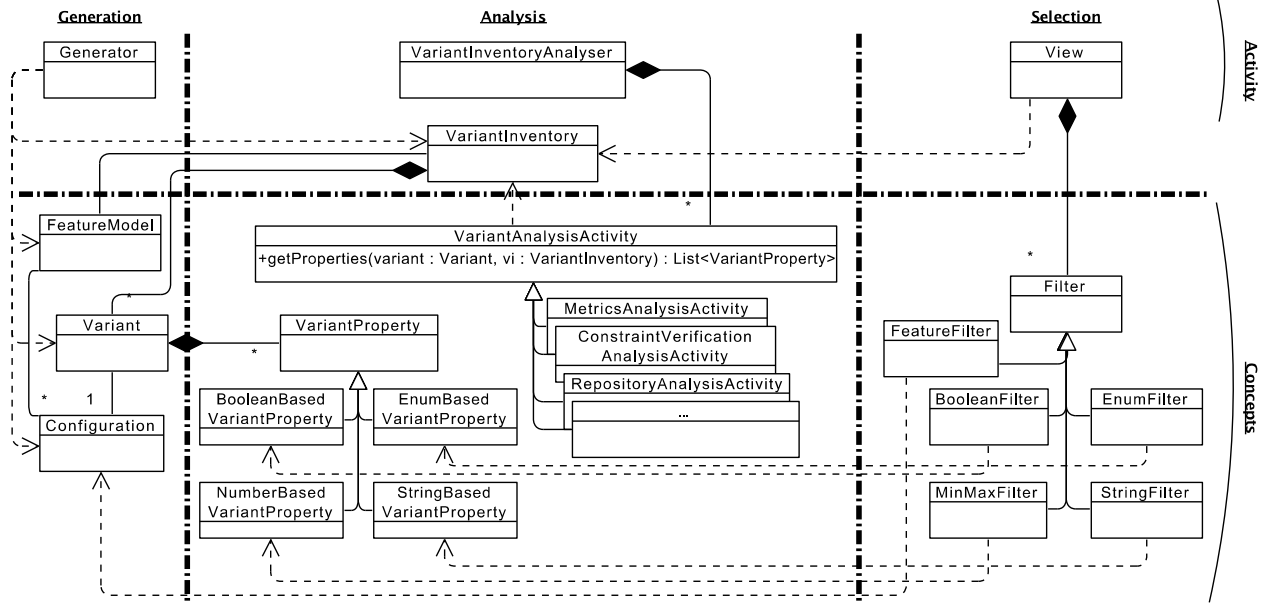 Generation
Analysis
Selection
Activity
Generator
VariantInventoryAnalyser
View
VariantInventory
*
FeatureModel
VariantAnalysisActivity
+getProperties(variant : Variant, vi : VariantInventory) : List<VariantProperty>
*
*
Filter
MetricsAnalysisActivity
Variant
VariantProperty
*
FeatureFilter
ConstraintVerification
AnalysisActivity
RepositoryAnalysisActivity
...
Concepts
BooleanBased
VariantProperty
EnumBased
VariantProperty
BooleanFilter
EnumFilter
*
1
Configuration
NumberBased
VariantProperty
StringBased
VariantProperty
MinMaxFilter
StringFilter